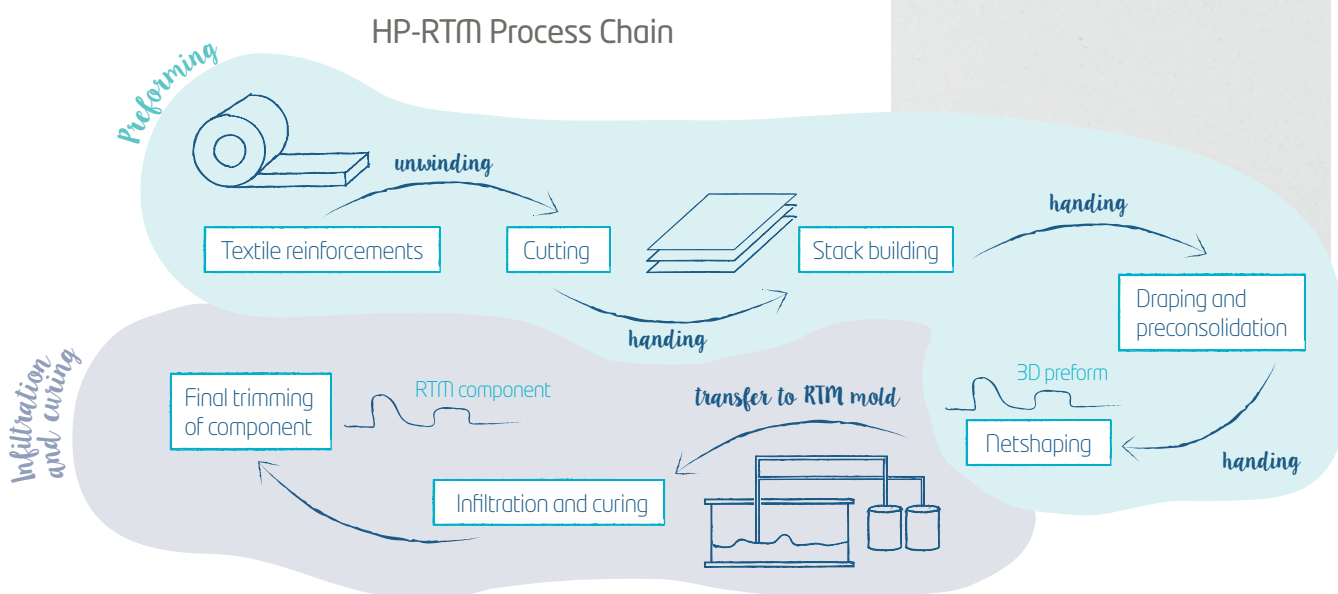 HP-RTM Process Chain
Preforming
unwinding
Textile reinforcements
Cutting
handing
Stack building
handing
Draping and
preconsolidation
handing
3D preform
Netshaping
transfer to RTM mold
Infiltration
and curing
Infiltration and curing
RTM component
Final trimming
of component